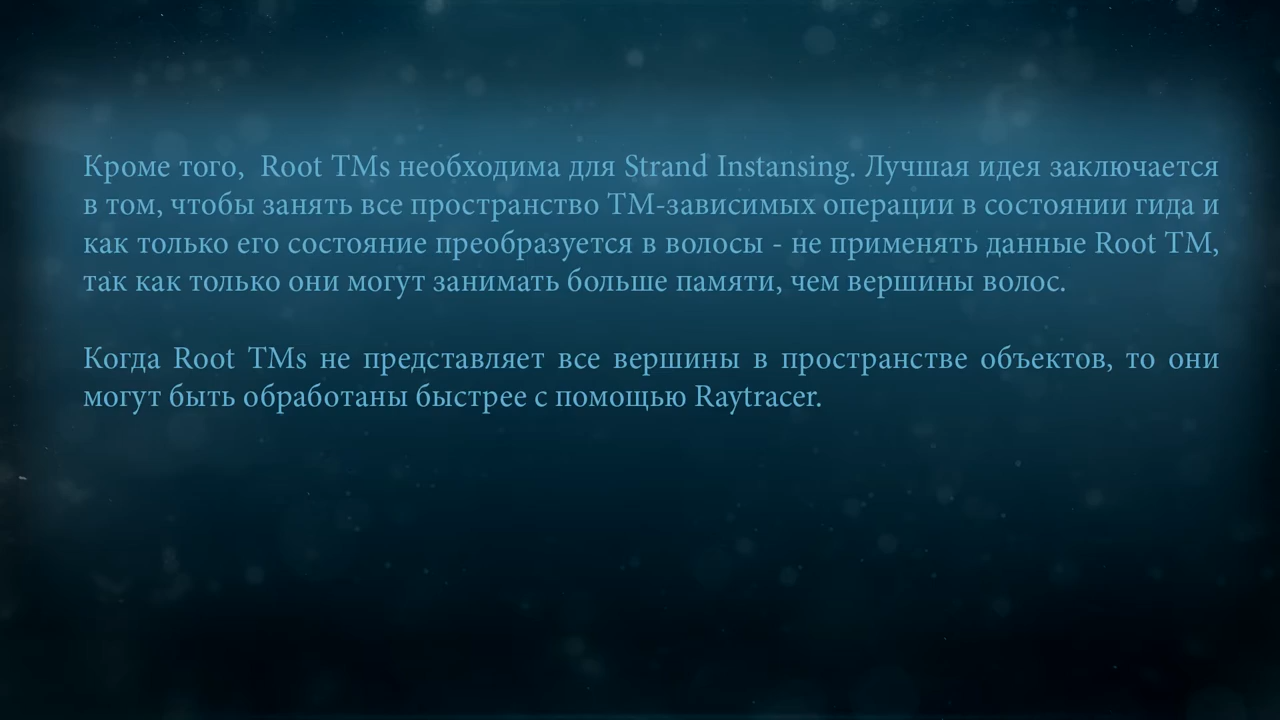 Кроме того,  Root TMs необходима для Strand Instansing. Лучшая идея заключается
в том, чтобы занять все пространство TM-зависимых операции в состоянии гида и
как только его состояние преобразуется в волосы - не применять данные Root TM,
так как только они могут занимать больше памяти, чем вершины волос.
Когда Root TMs не представляет все вершины в пространстве объектов, то они
могут быть обработаны быстрее с помощью Raytracer.